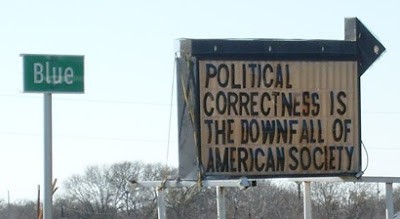 Blue
POLITICAL
CORRECTNESS IS
THE DOWNFALL OF
AMERICAN SOCIETY